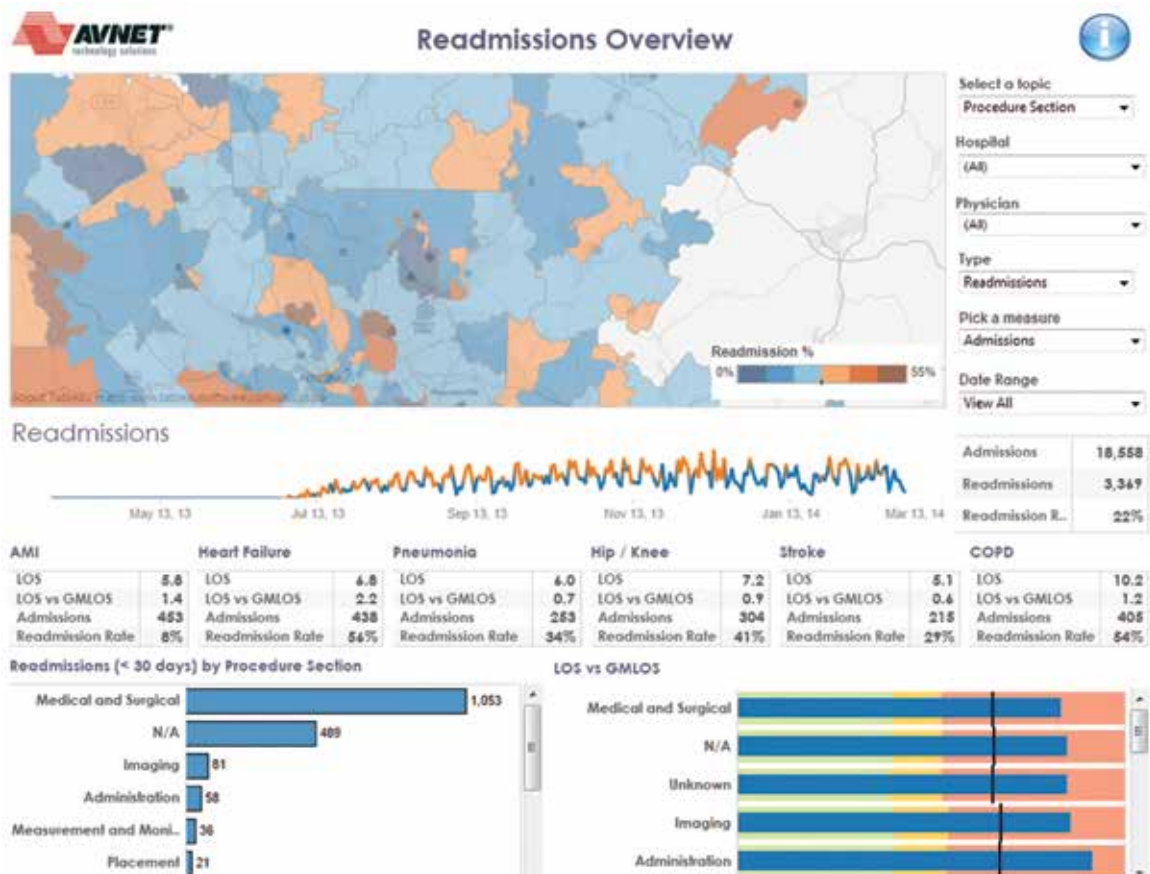 AVNET®
technology solutions
Readmissions Overview
i
Select a topic
Procedure Section
Hospital
(All)
Physician
(All)
Type
Readmissions
Pick a measure
Admissions
Date Range
View All
Readmission %
0% 55%
Readmissions
May 13, 13 Jul 13, 13 Sep 13, 13 Nov 13, 13 Jan 13, 14 Mar 13, 14
Admissions 18,558
Readmissions 3,369
Readmission R.. 22%
AMI Heart Failure Pneumonia Hip / Knee Stroke COPD
LOS 5.8 LOS 6.8 LOS 6.0 LOS 7.2 LOS 5.1 LOS 10.2
LOS vs GMLOS 1.4 LOS vs GMLOS 2.2 LOS vs GMLOS 0.7 LOS vs GMLOS 0.9 LOS vs GMLOS 0.6 LOS vs GMLOS 1.2
Admissions 453 Admissions 438 Admissions 253 Admissions 304 Admissions 215 Admissions 405
Readmission Rate 8% Readmission Rate 56% Readmission Rate 34% Readmission Rate 41% Readmission Rate 29% Readmission Rate 54%
Readmissions (< 30 days) by Procedure Section
Medical and Surgical 1,053
N/A 489
Imaging 81
Administration 58
Measurement and Moni.. 36
Placement 21
LOS vs GMLOS
Medical and Surgical
N/A
Unknown
Imaging
Administration